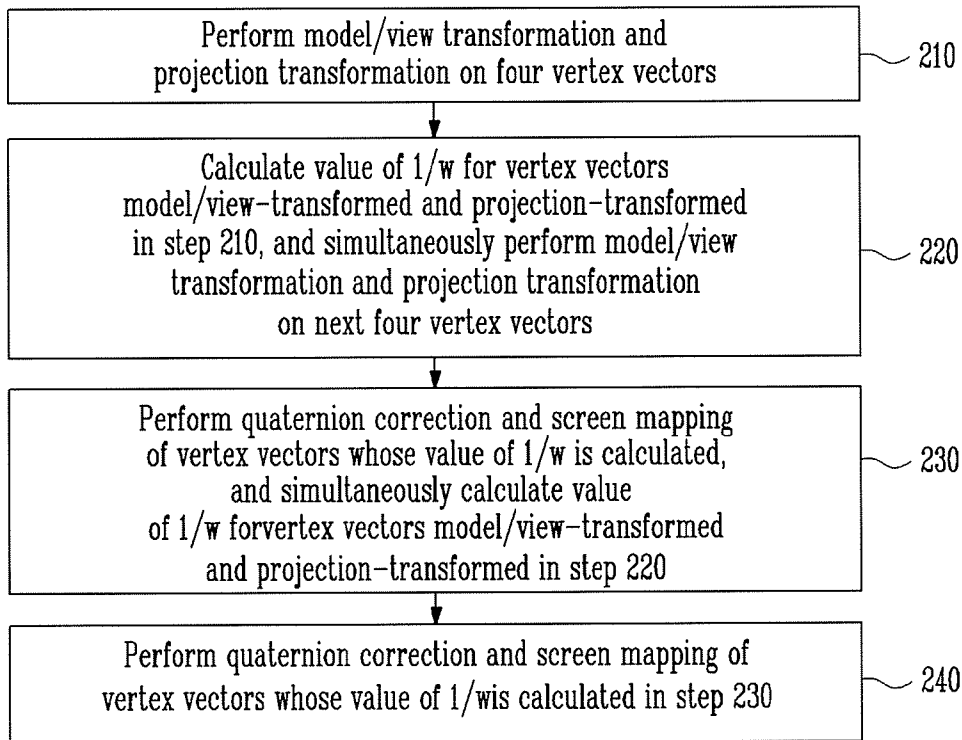 Perform model/view transformation and
projection transformation on four vertex vectors
210
Calculate value of 1/w for vertex vectors
model/view-transformed and projection-transformed
in step 210, and simultaneously perform model/view
transformation and projection transformation
on next four vertex vectors
220
Perform quaternion correction and screen mapping
of vertex vectors whose value of 1/w is calculated,
and simultaneously calculate value
of 1/w forvertex vectors model/view-transformed
and projection-transformed in step 220
230
Perform quaternion correction and screen mapping of
vertex vectors whose value of 1/wis calculated in step 230
240